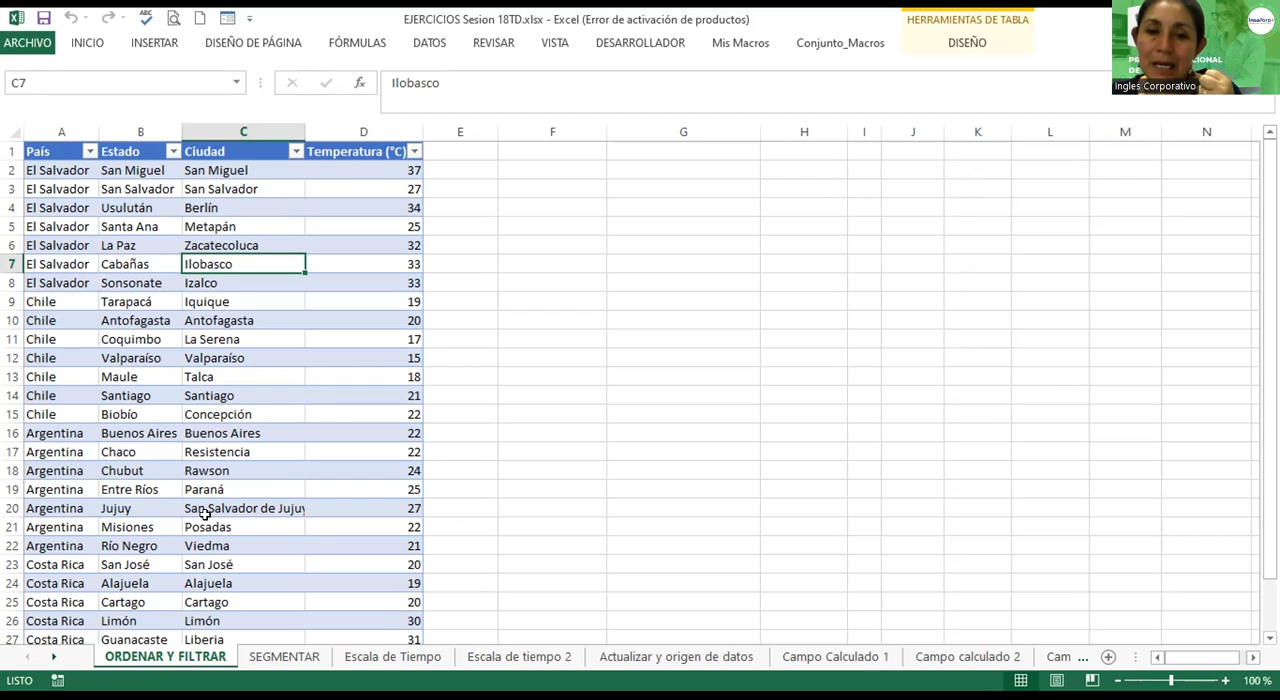 EJERCICIOS Sesion 18TD.xlsx - Excel (Error de activación de productos)
HERRAMIENTAS DE TABLA
ARCHIVO INICIO INSERTAR DISEÑO DE PÁGINA FÓRMULAS DATOS REVISAR VISTA DESARROLLADOR Mis Macros Conjunto_Macros DISEÑO
Ingles Corporativo
C7 fx Ilobasco
A B C D E F G H I J K L M N
1 País Estado Ciudad Temperatura (°C)
2 El Salvador San Miguel San Miguel 37
3 El Salvador San Salvador San Salvador 27
4 El Salvador Usulután Berlín 34
5 El Salvador Santa Ana Metapán 25
6 El Salvador La Paz Zacatecoluca 32
7 El Salvador Cabañas Ilobasco 33
8 El Salvador Sonsonate Izalco 33
9 Chile Tarapacá Iquique 19
10 Chile Antofagasta Antofagasta 20
11 Chile Coquimbo La Serena 17
12 Chile Valparaíso Valparaíso 15
13 Chile Maule Talca 18
14 Chile Santiago Santiago 21
15 Chile Biobío Concepción 22
16 Argentina Buenos Aires Buenos Aires 22
17 Argentina Chaco Resistencia 22
18 Argentina Chubut Rawson 24
19 Argentina Entre Ríos Paraná 25
20 Argentina Jujuy San Salvador de Jujuy 27
21 Argentina Misiones Posadas 22
22 Argentina Río Negro Viedma 21
23 Costa Rica San José San José 20
24 Costa Rica Alajuela Alajuela 19
25 Costa Rica Cartago Cartago 20
26 Costa Rica Limón Limón 30
27 Costa Rica Guanacaste Liberia 31
ORDENAR Y FILTRAR SEGMENTAR Escala de Tiempo Escala de tiempo 2 Actualizar y origen de datos Campo Calculado 1 Campo calculado 2 Cam ...
LISTO 100 %